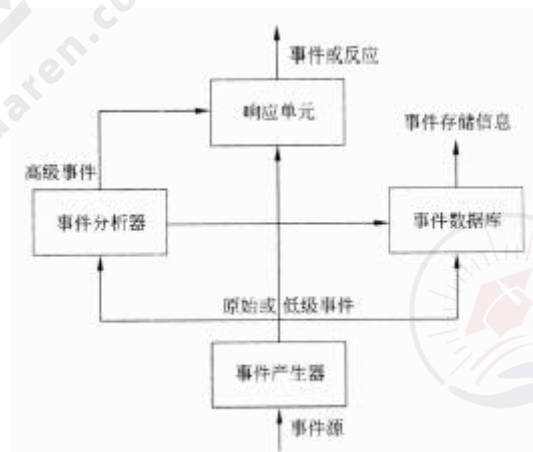 事件或反应
响应单元
事件存储信息
高级事件
事件分析器
事件数据库
原始或低级事件
事件产生器
事件源